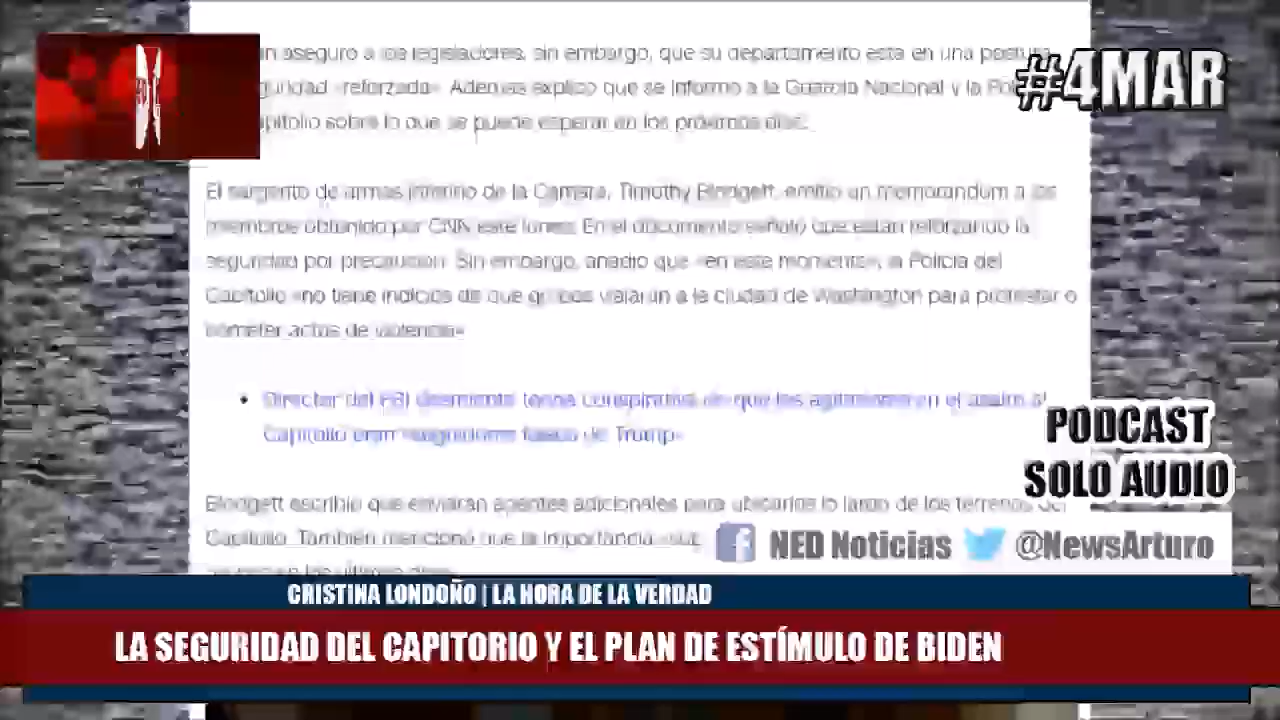 aseguró a los legisladores, sin embargo, que su departamento está en una postura
«reforzada». Además explicó que se informó a la Guardia Nacional y la
sobre lo que se puede esperar en los próximos días.
#4MAR
El sargento de armas interino de la Cámara, Timothy Blodgett, emitió un memorándum a los
miembros obtenido por CNN este lunes. En el documento señaló que están reforzando la
seguridad por precaución. Sin embargo, añadió que «en este momento», la Policía del
Capitolio «no tiene indicios de que grupos viajarán a la ciudad de Washington para protestar o
cometer actos de violencia»
• Director del FBI desmiente teoría conspirativa de que los agitadores en el asalto al
Capitolio eran «seguidores falsos de Trump»
PODCAST
SOLO AUDIO
Blodgett escribió que enviarán agentes adicionales para ubicarlos lo largo de los terrenos del
Capitolio. También mencionó que la importancia
NED Noticias @NewsArturo
CRISTINA LONDOÑO | LA HORA DE LA VERDAD
LA SEGURIDAD DEL CAPITORIO Y EL PLAN DE ESTÍMULO DE BIDEN